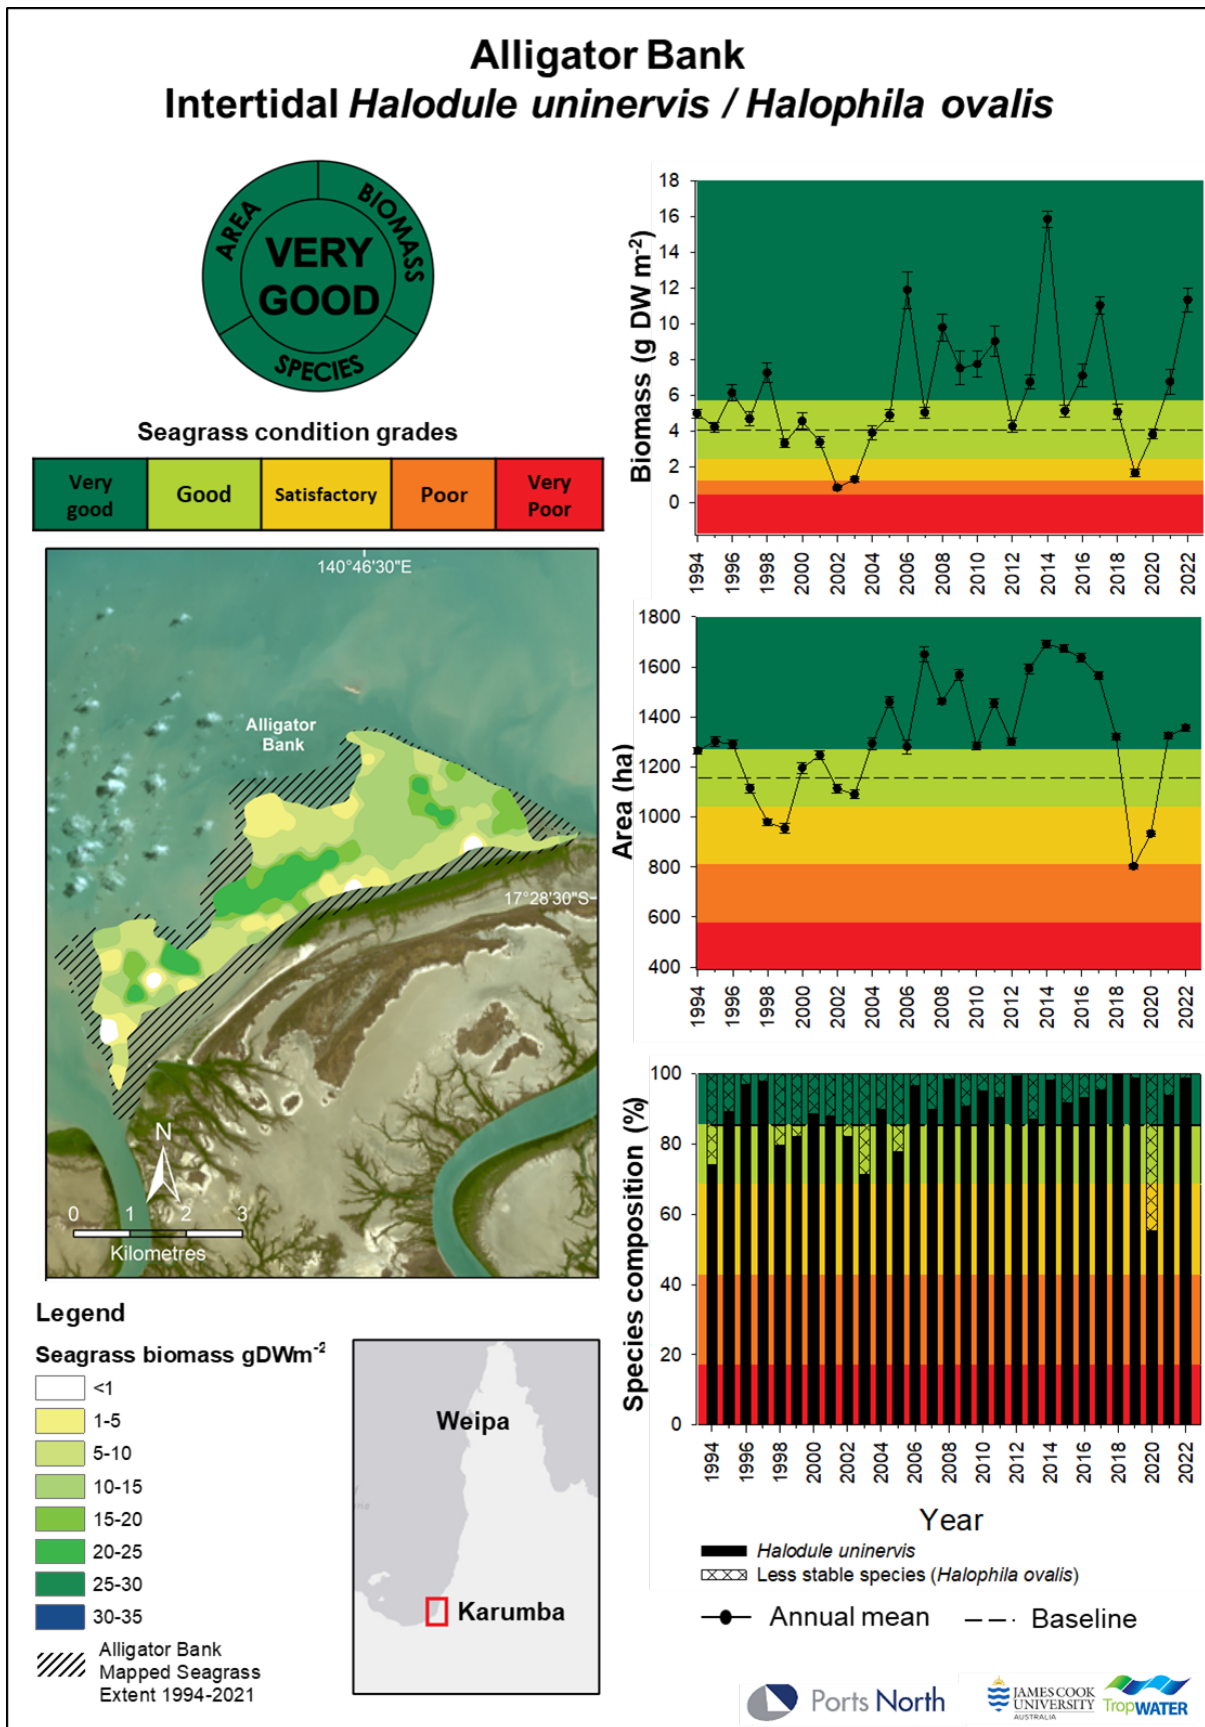 Alligator Bank
Intertidal Halodule uninervis / Halophila ovalis
AREA
BIOMASS
SPECIES
VERY
GOOD
Seagrass condition grades
Very
good
Good
Satisfactory
Poor
Very
Poor
140°46'30"E
Alligator
Bank
17°28'30"S
N
0 1 2 3
Kilometres
Legend
Seagrass biomass gDWm-2
<1
1-5
5-10
10-15
15-20
20-25
25-30
30-35
Alligator Bank
Mapped Seagrass
Extent 1994-2021
Weipa
Karumba
Biomass (g DW m-2)
18
16
14
12
10
8
6
4
2
0
1994 1996 1998 2000 2002 2004 2006 2008 2010 2012 2014 2016 2018 2020 2022
Area (ha)
1800
1600
1400
1200
1000
800
600
400
1994 1996 1998 2000 2002 2004 2006 2008 2010 2012 2014 2016 2018 2020 2022
Species composition (%)
100
80
60
40
20
0
1994 1996 1998 2000 2002 2004 2006 2008 2010 2012 2014 2016 2018 2020 2022
Year
Halodule uninervis
Less stable species (Halophila ovalis)
Annual mean
Baseline
Ports North
JAMES COOK
UNIVERSITY
AUSTRALIA
TropWATER